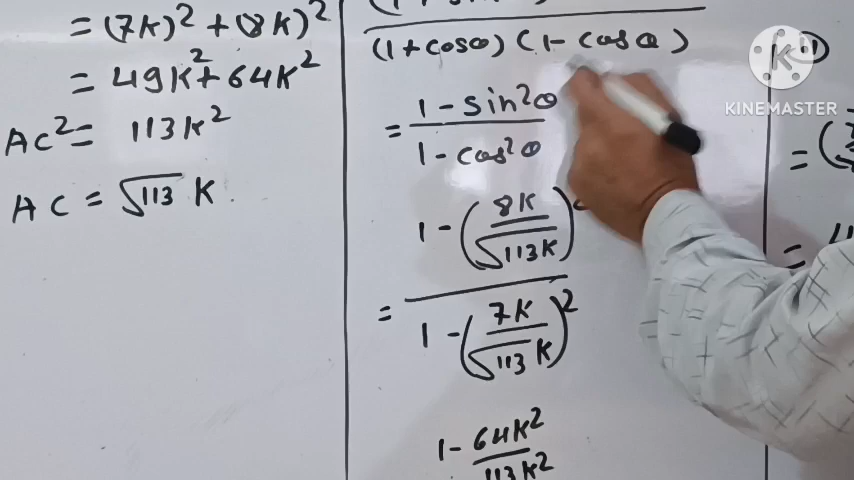 = (7K)² + (8K)²
= 49K² + 64K²
AC² = 113K²
AC = √113 K
(1+cosθ) (1-cosθ)
= 1 - sin²θ
1 - cos²θ
1 - (8K
√113K)
= 1 - (7K
√113 K)²
1 - 64K²
113K²
KINEMASTER